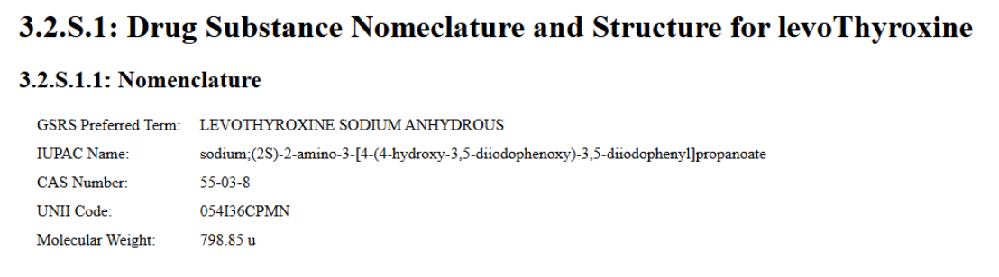 3.2.S.1: Drug Substance Nomeclature and Structure for levoThyroxine
3.2.S.1.1: Nomenclature
GSRS Preferred Term: LEVOTHYROXINE SODIUM ANHYDROUS
IUPAC Name: sodium;(2S)-2-amino-3-[4-(4-hydroxy-3,5-diiodophenoxy)-3,5-diiodophenyl]propanoate
CAS Number: 55-03-8
UNII Code: 054I36CPMN
Molecular Weight: 798.85 u